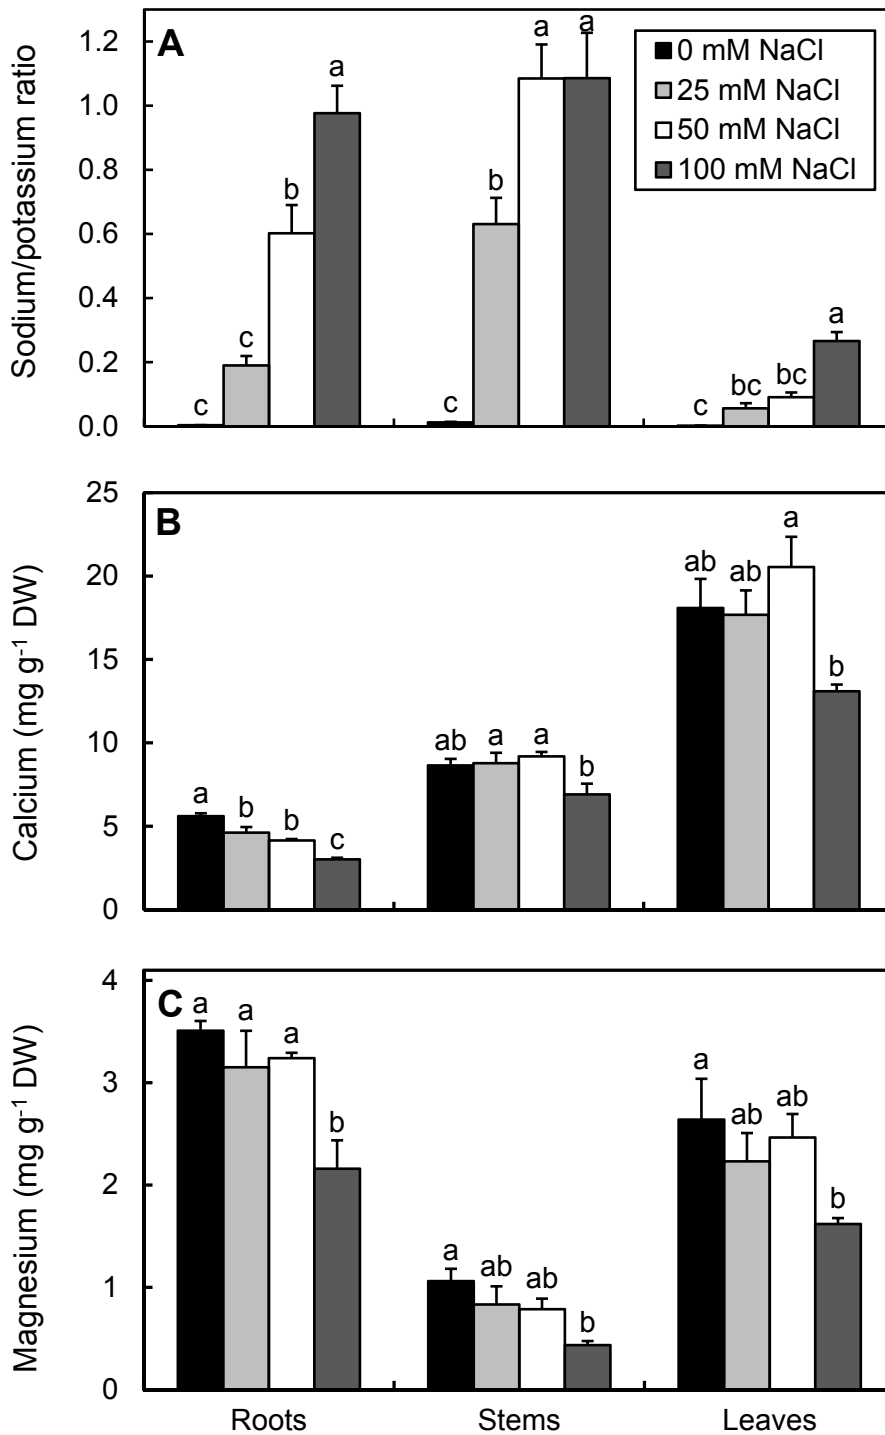 A
Sodium/potassium ratio
1.2
1.0
0.8
0.6
0.4
0.2
0.0
c
c
b
a
c
b
a
a
c
bc
bc
a
0 mM NaCl
25 mM NaCl
50 mM NaCl
100 mM NaCl
B
Calcium (mg g⁻¹ DW)
25
20
15
10
5
0
a
b
b
c
ab
a
a
b
ab
ab
a
b
C
Magnesium (mg g⁻¹ DW)
4
3
2
1
0
a
a
a
b
a
ab
ab
b
a
ab
ab
b
Roots Stems Leaves